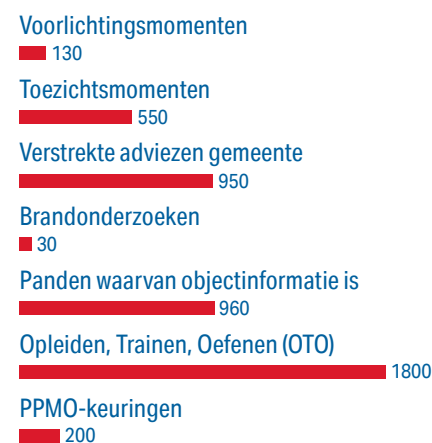 Voorlichtingsmomenten
130
Toezichtsmomenten
550
Verstrekte adviezen gemeente
950
Brandonderzoeken
30
Panden waarvan objectinformatie is
960
Opleiden, Trainen, Oefenen (OTO)
1800
PPMO-keuringen
200